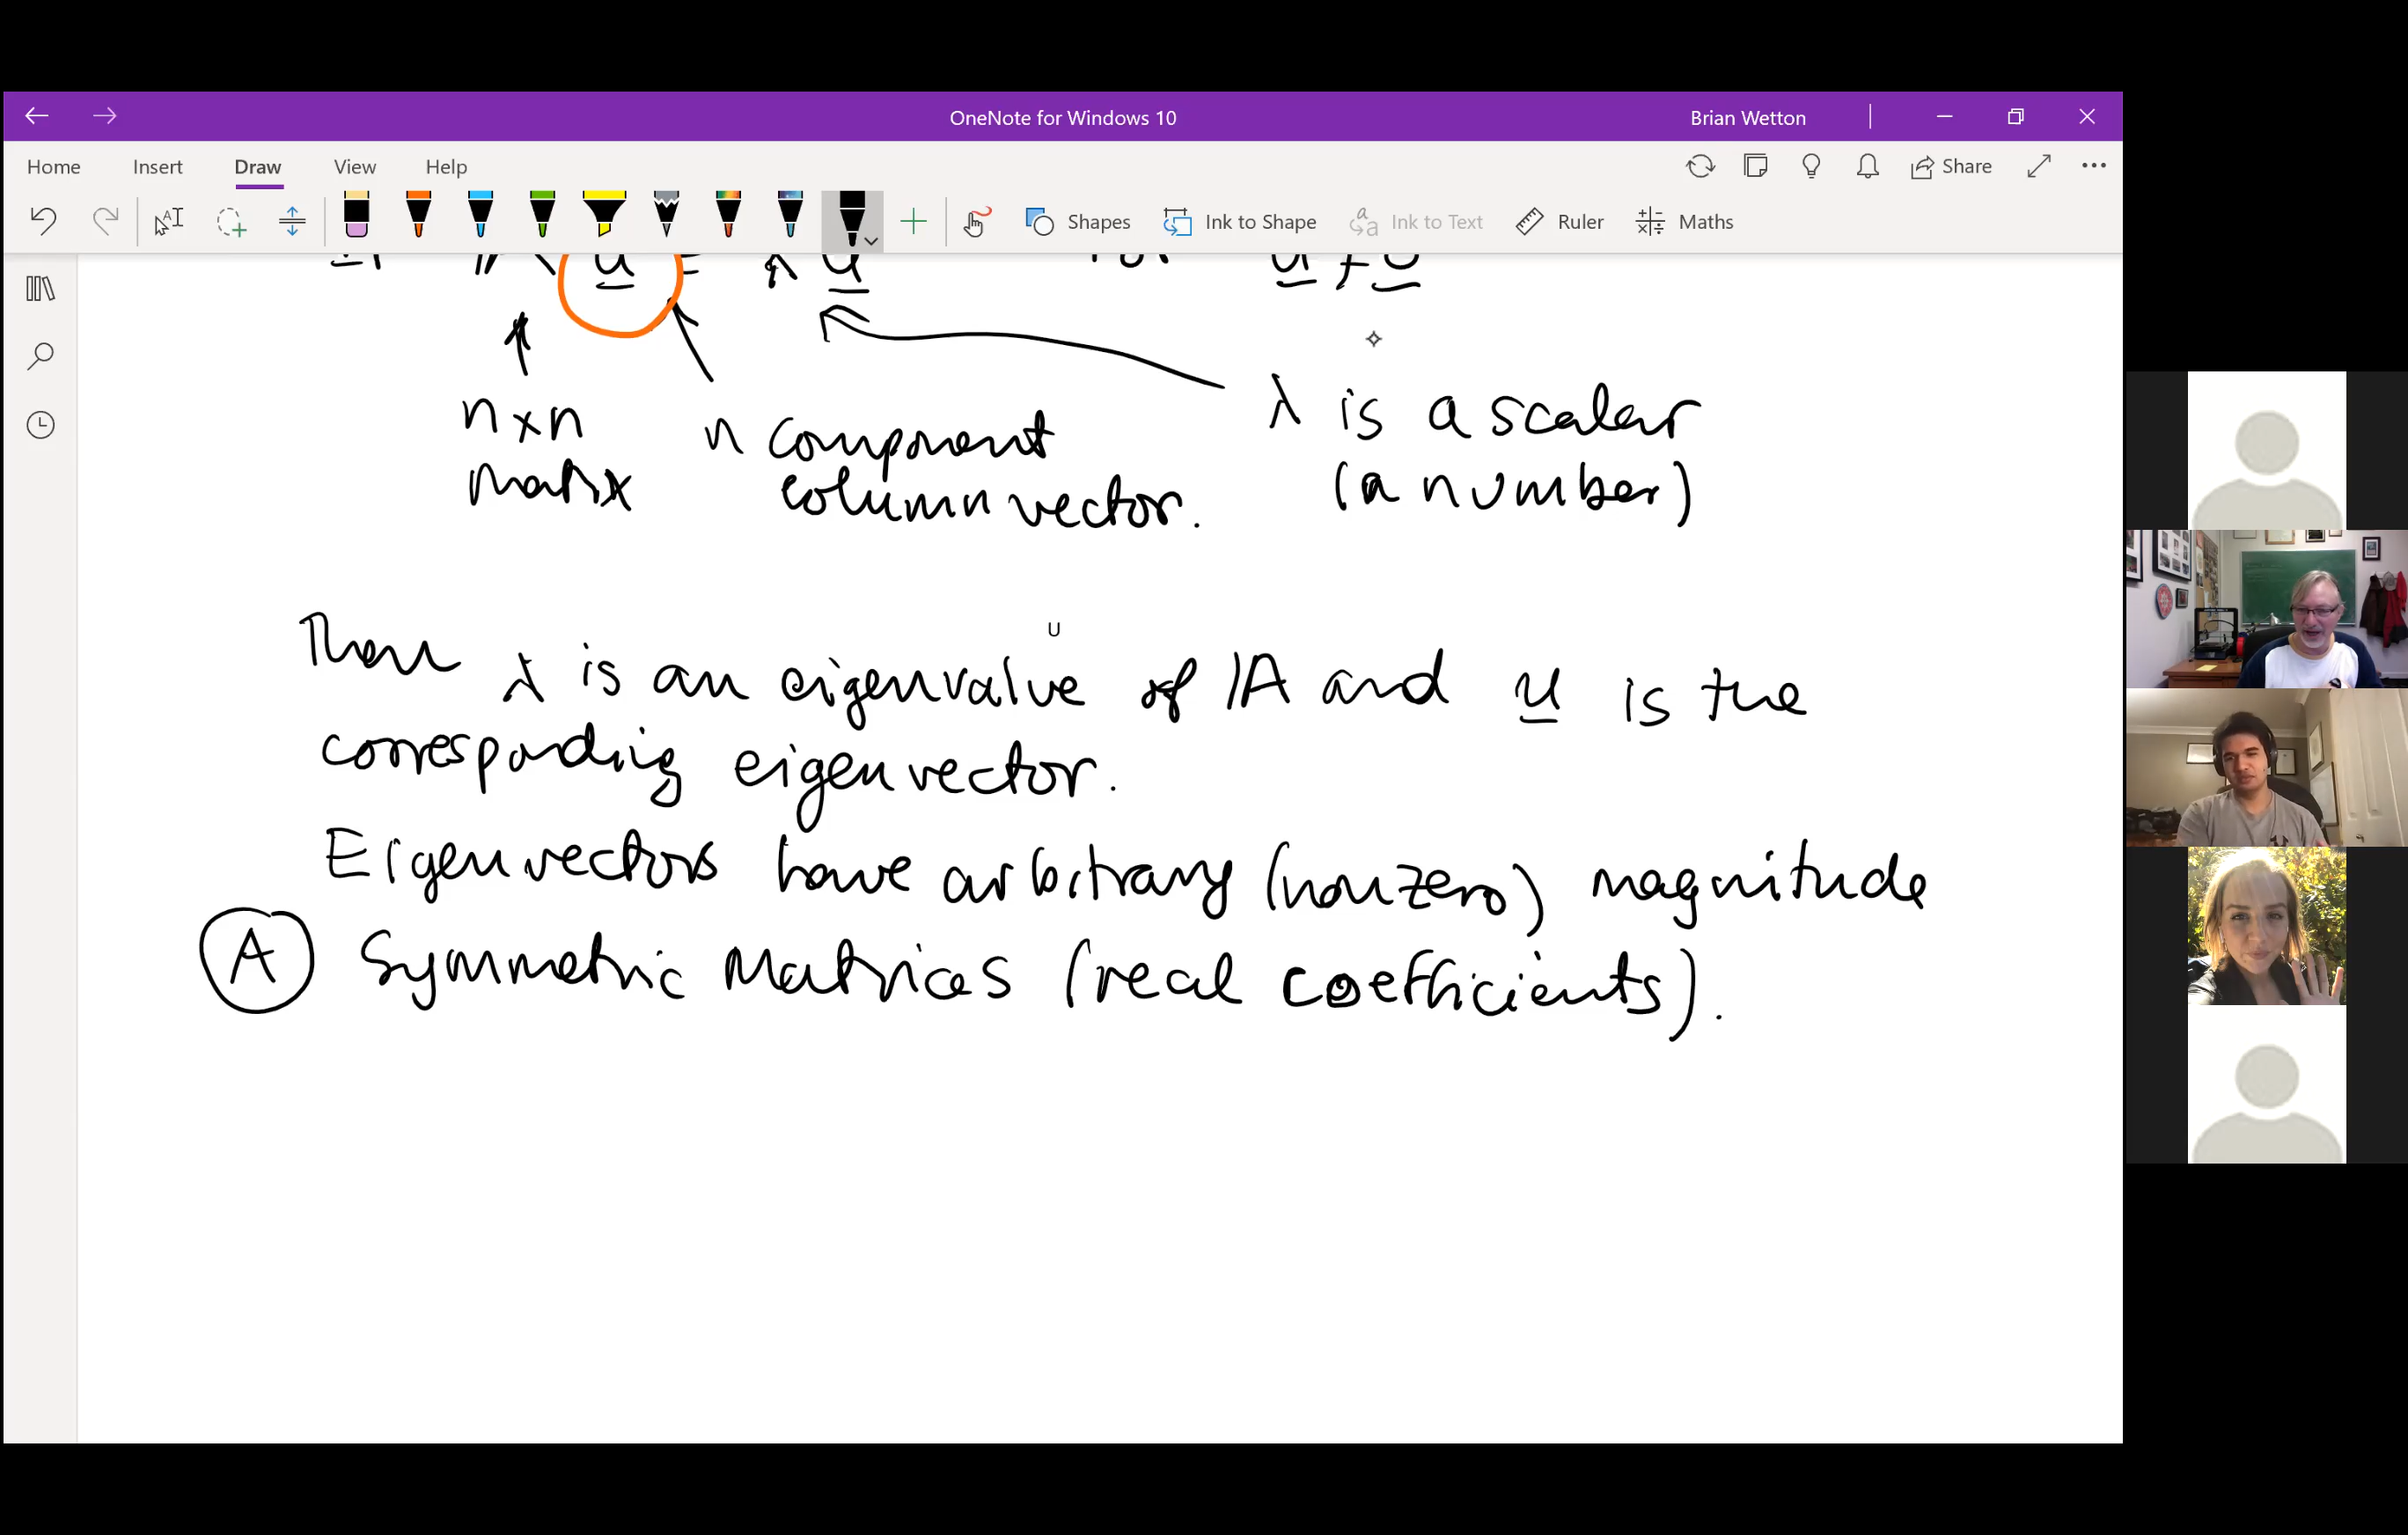 OneNote for Windows 10
Brian Wetton
Home Insert Draw View Help
Share
Shapes Ink to Shape Ink to Text Ruler Maths
u = λ u for u ≠ 0
n×n matrix
n component column vector.
λ is a scalar
(a number)
Then λ is an eigenvalue of A and u is the
corresponding eigenvector.
Eigenvectors have arbitrary (nonzero) magnitude
A Symmetric Matrices (real coefficients).